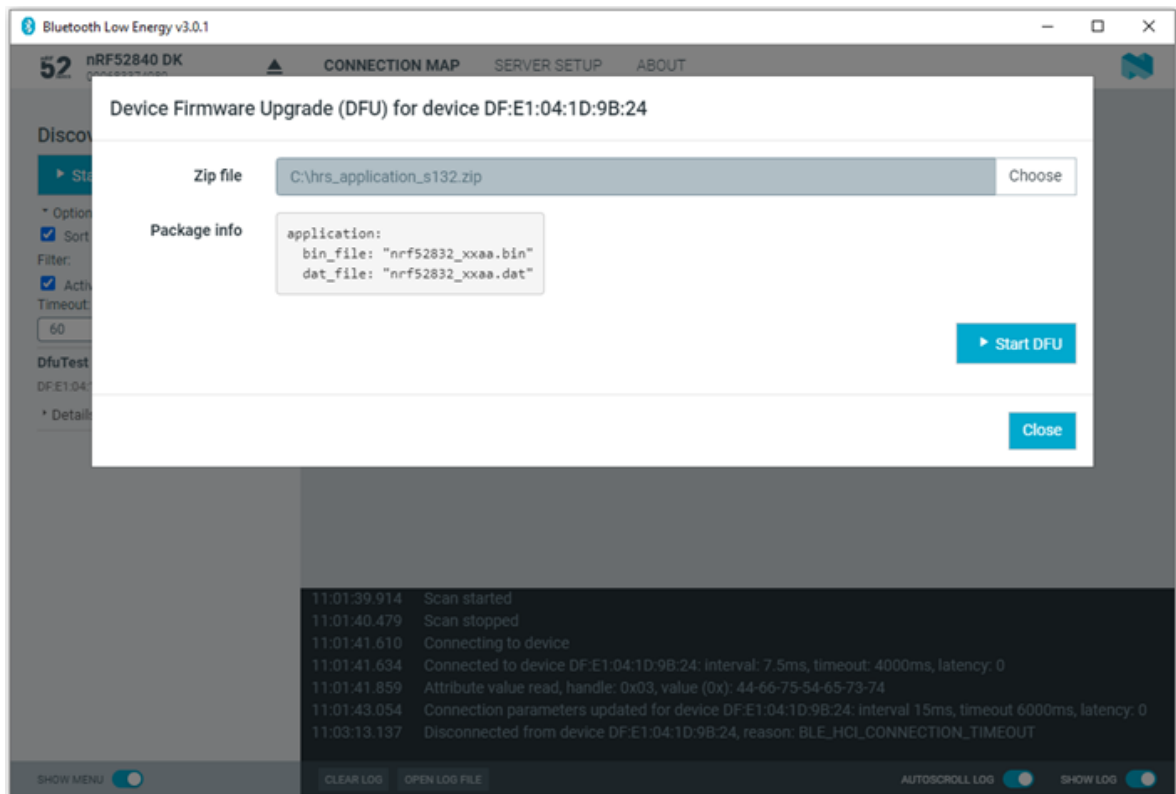 Bluetooth Low Energy v3.0.1
52 nRF52840 DK
CONNECTION MAP SERVER SETUP ABOUT
Device Firmware Upgrade (DFU) for device DF:E1:04:1D:9B:24
Zip file C:\hrs_application_s132.zip Choose
Package info
application:
bin_file: "nrf52832_xxaa.bin"
dat_file: "nrf52832_xxaa.dat"
Start DFU
Close
Disco
Sta
Option
Sort
Filter:
Activ
Timeout:
60
DfuTest
DF:E1:04:
Details
11:01:39.914 Scan started
11:01:40.479 Scan stopped
11:01:41.610 Connecting to device
11:01:41.634 Connected to device DF:E1:04:1D:9B:24: interval: 7.5ms, timeout: 4000ms, latency: 0
11:01:41.859 Attribute value read, handle: 0x03, value (0x): 44-66-75-54-65-73-74
11:01:43.054 Connection parameters updated for device DF:E1:04:1D:9B:24: interval 15ms, timeout 6000ms, latency: 0
11:03:13.137 Disconnected from device DF:E1:04:1D:9B:24, reason: BLE_HCI_CONNECTION_TIMEOUT
SHOW MENU CLEAR LOG OPEN LOG FILE AUTOSCROLL LOG SHOW LOG